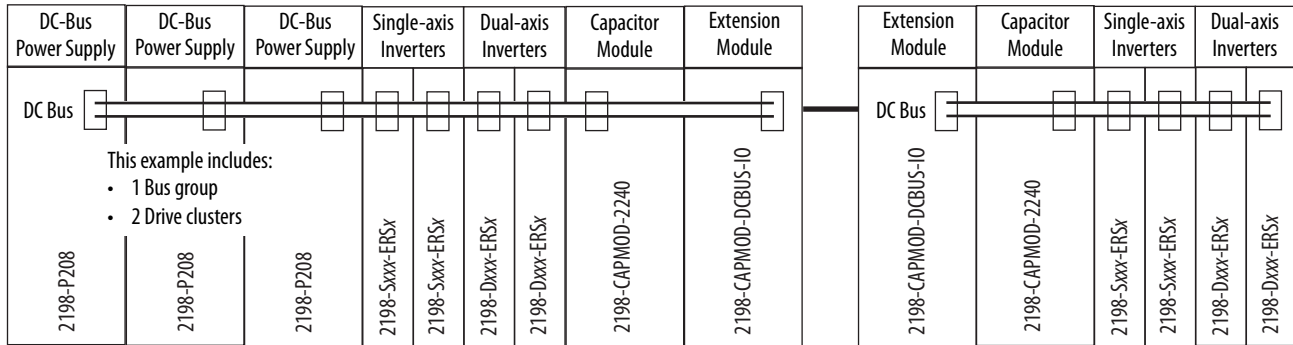 DC-Bus
Power Supply
DC-Bus
Power Supply
DC-Bus
Power Supply
Single-axis
Inverters
Dual-axis
Inverters
Capacitor
Module
Extension
Module
Extension
Module
Capacitor
Module
Single-axis
Inverters
Dual-axis
Inverters
DC Bus
DC Bus
This example includes:
• 1 Bus group
• 2 Drive clusters
2198-P208
2198-P208
2198-P208
2198-Sxxx-ERSx
2198-Sxxx-ERSx
2198-Dxxx-ERSx
2198-Dxxx-ERSx
2198-CAPMOD-2240
2198-CAPMOD-DCBUS-IO
2198-CAPMOD-DCBUS-IO
2198-CAPMOD-2240
2198-Sxxx-ERSx
2198-Sxxx-ERSx
2198-Dxxx-ERSx
2198-Dxxx-ERSx